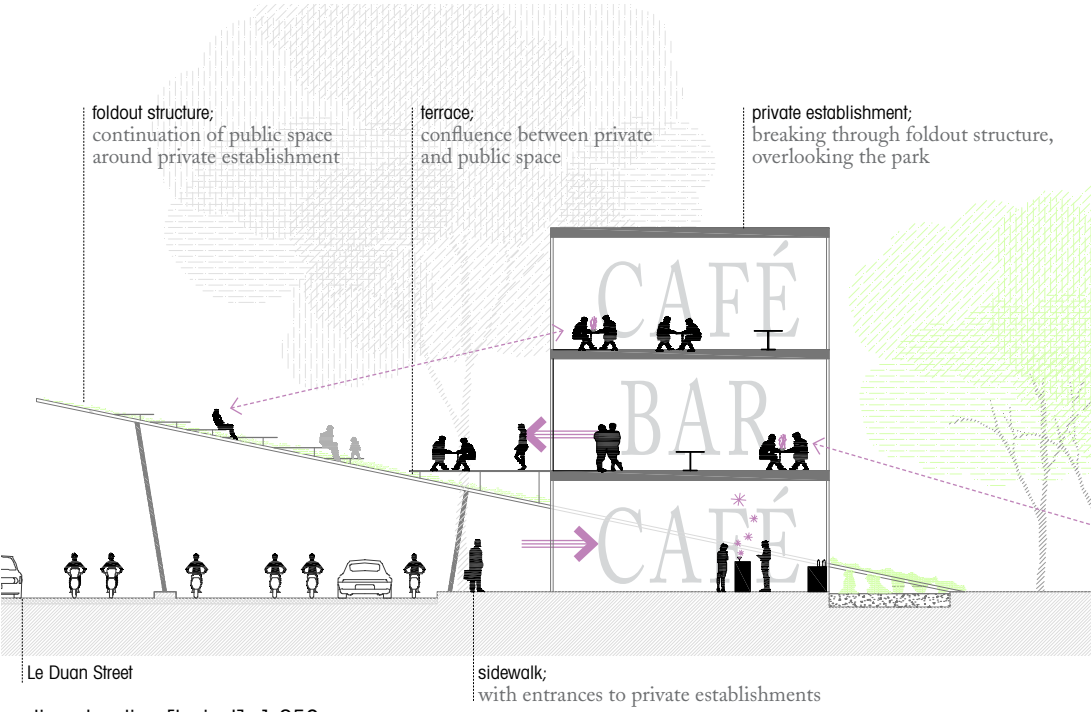 foldout structure;
continuation of public space
around private establishment
terrace;
confluence between private
and public space
private establishment;
breaking through foldout structure,
overlooking the park
CAFÉ
BAR
CAFÉ
Le Duan Street
sidewalk;
with entrances to private establishments